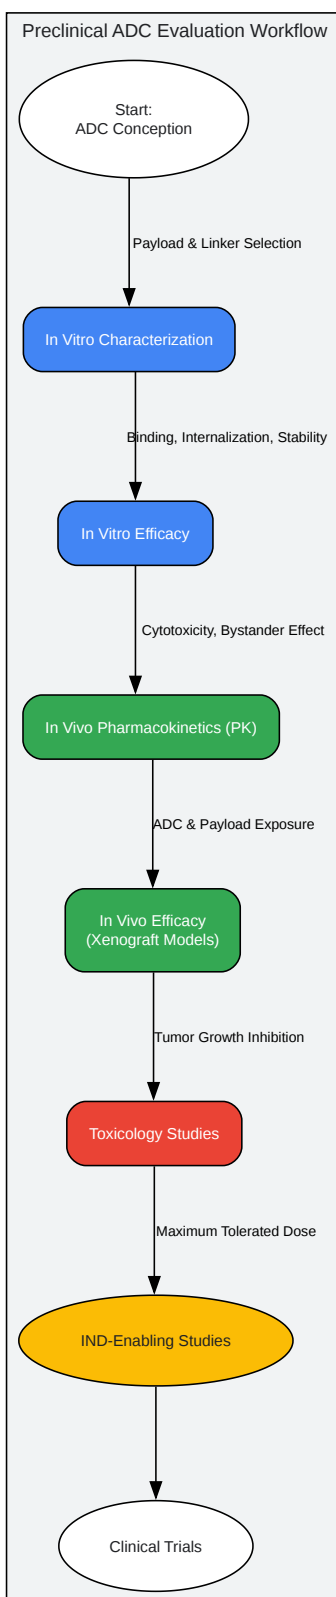 Preclinical ADC Evaluation Workflow
Start:
ADC Conception
Payload & Linker Selection
In Vitro Characterization
Binding, Internalization, Stability
In Vitro Efficacy
Cytotoxicity, Bystander Effect
In Vivo Pharmacokinetics (PK)
ADC & Payload Exposure
In Vivo Efficacy
(Xenograft Models)
Tumor Growth Inhibition
Toxicology Studies
Maximum Tolerated Dose
IND-Enabling Studies
Clinical Trials